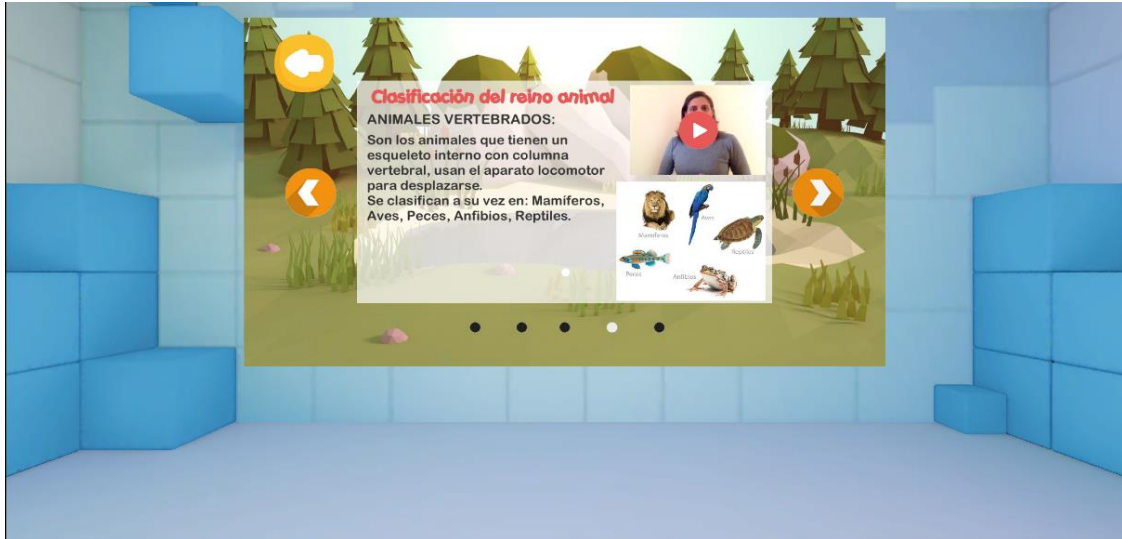 Clasificación del reino animal
ANIMALES VERTEBRADOS:
Son los animales que tienen un
esqueleto interno con columna
vertebral, usan el aparato locomotor
para desplazarse.
Se clasifican a su vez en: Mamíferos,
Aves, Peces, Anfibios, Reptiles.
Mamíferos
Aves
Reptiles
Peces
Anfibios